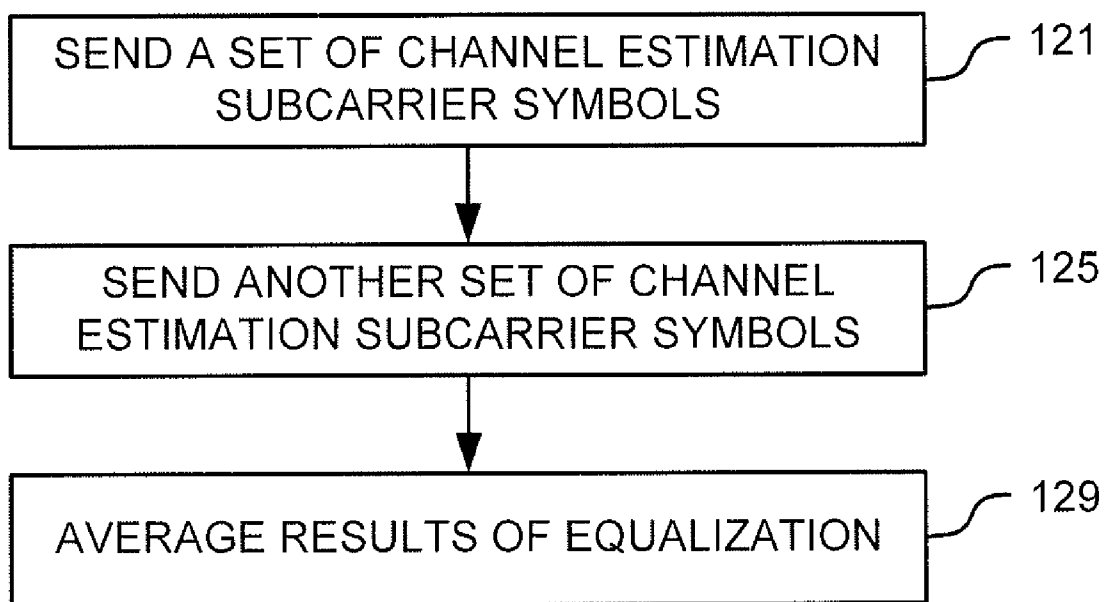 SEND A SET OF CHANNEL ESTIMATION
SUBCARRIER SYMBOLS
121
SEND ANOTHER SET OF CHANNEL
ESTIMATION SUBCARRIER SYMBOLS
125
AVERAGE RESULTS OF EQUALIZATION
129